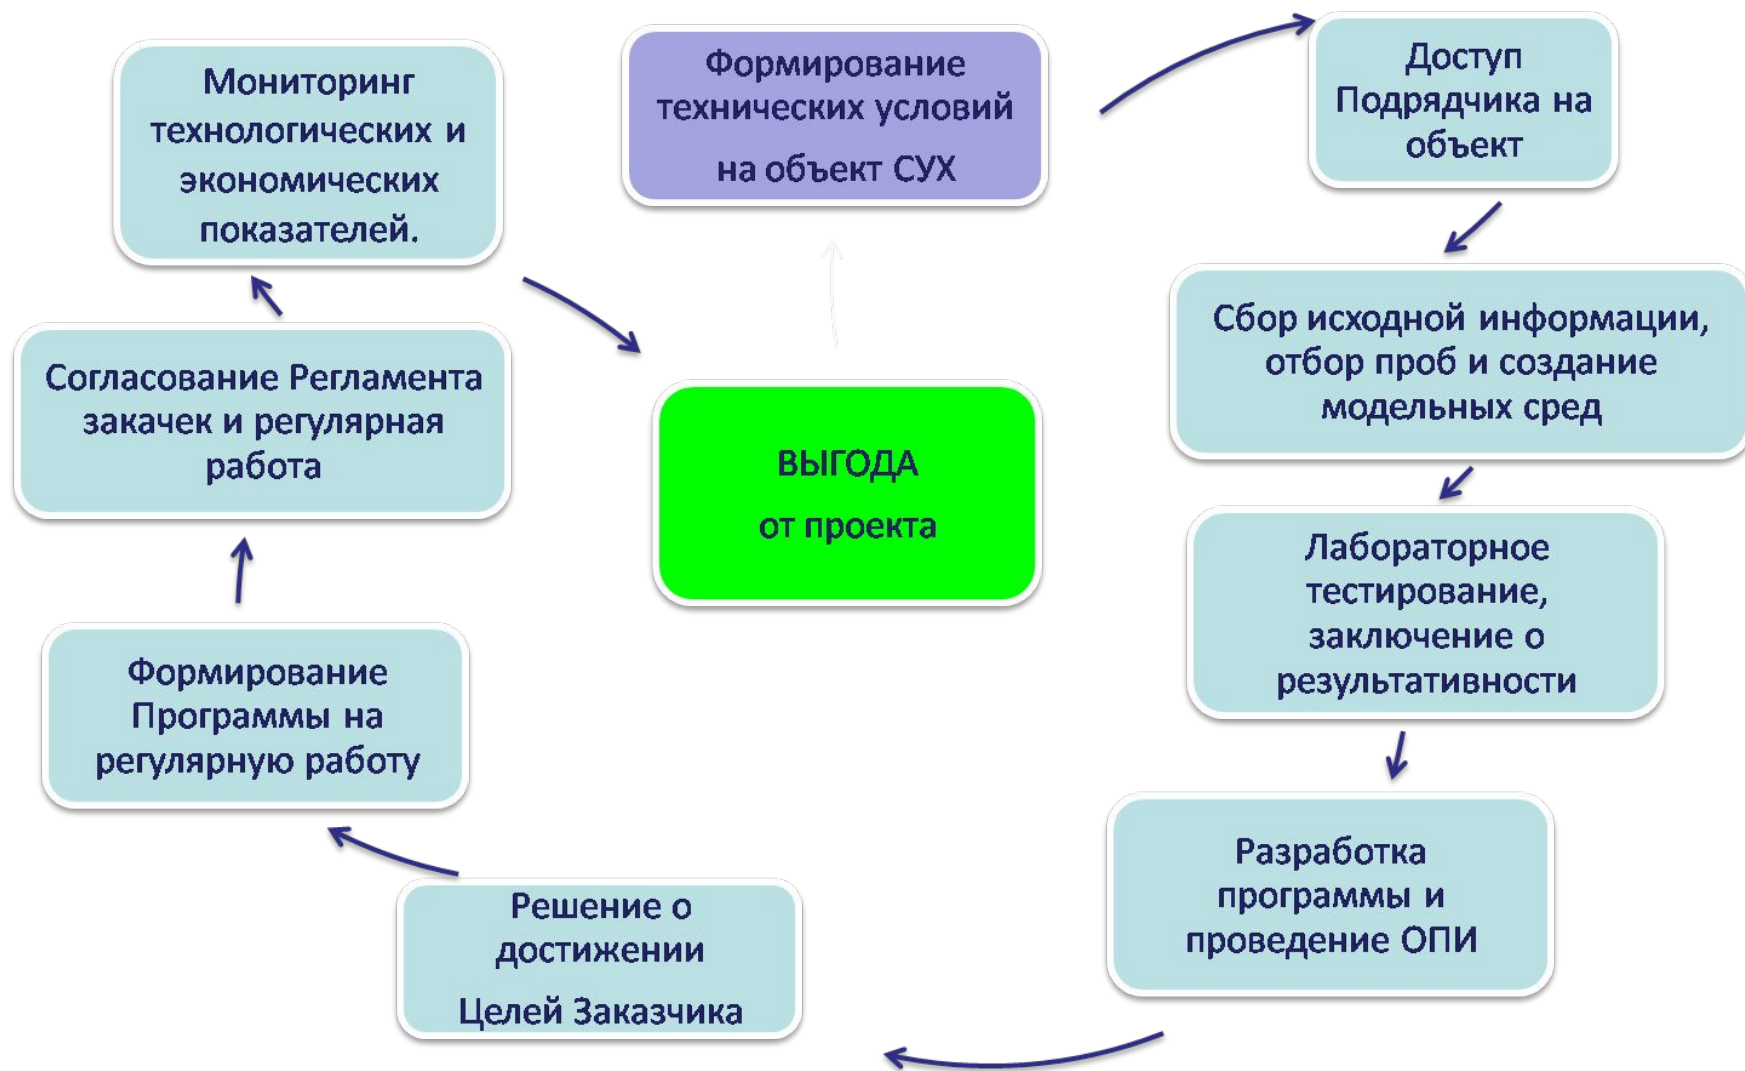 Формирование
технических условий
на объект СУХ
Доступ
Подрядчика на
объект
Сбор исходной информации,
отбор проб и создание
модельных сред
Лабораторное
тестирование,
заключение о
результативности
Разработка
программы и
проведение ОПИ
Решение о
достижении
Целей Заказчика
Формирование
Программы на
регулярную работу
Согласование Регламента
закачек и регулярная
работа
Мониторинг
технологических и
экономических
показателей.
ВЫГОДА
от проекта